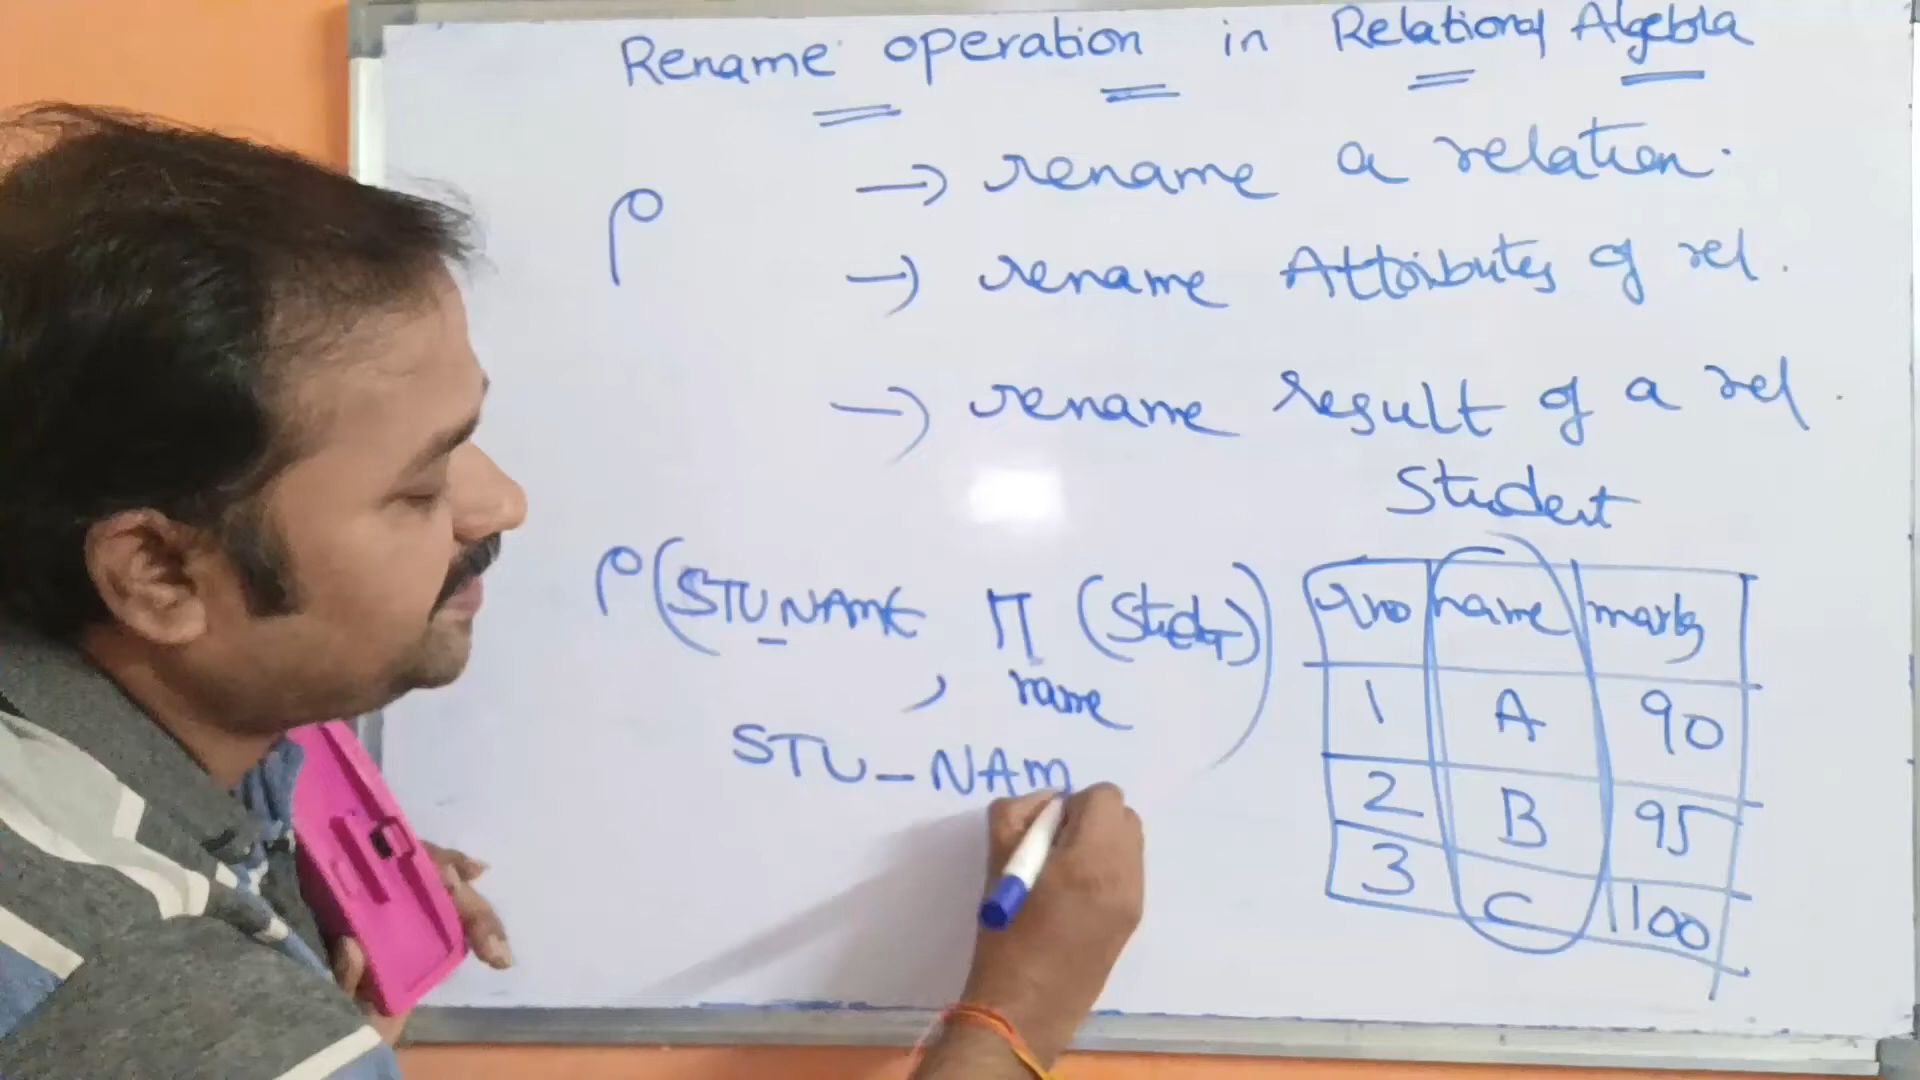 Rename operation in Relational Algebra
ρ
→ rename a relation.
→ rename Attributes of rel.
→ rename result of a rel.
Student
ρ(STU_NAME, Π name (Student))
STU_NAM
rno name marks
1 A 90
2 B 95
3 C 100